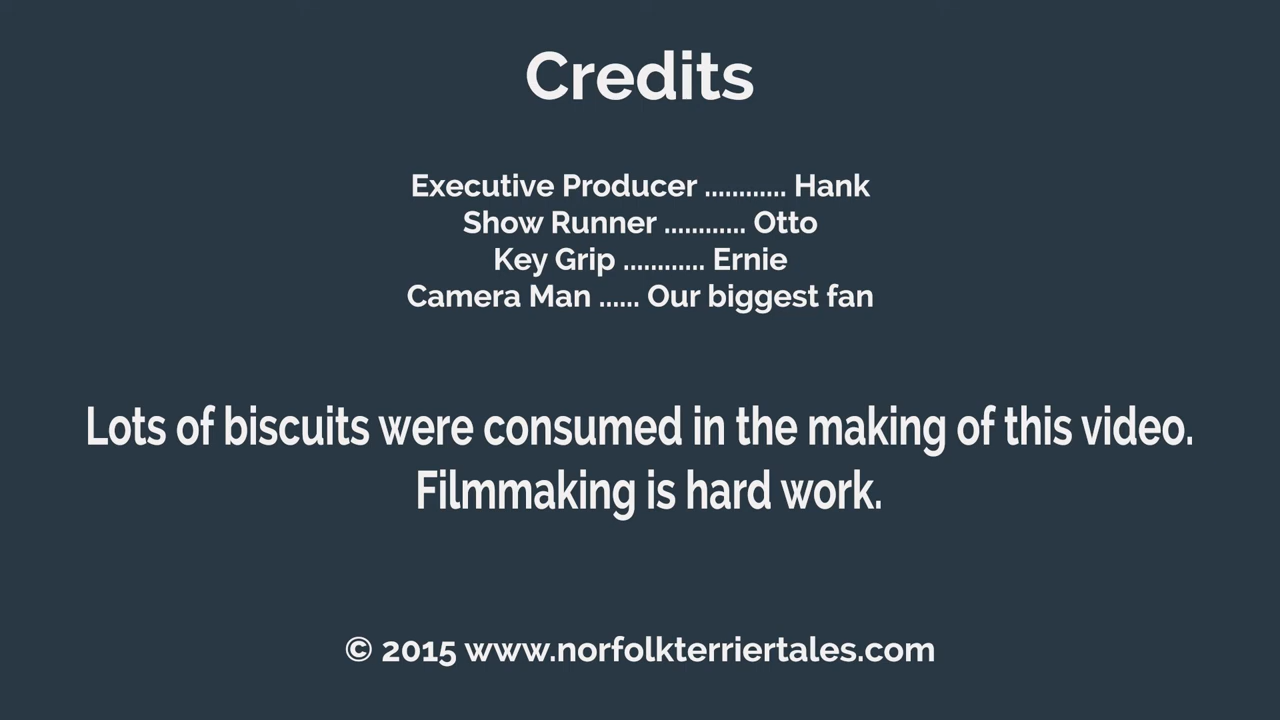 Credits
Executive Producer ............ Hank
Show Runner ............ Otto
Key Grip ............ Ernie
Camera Man ...... Our biggest fan
Lots of biscuits were consumed in the making of this video.
Filmmaking is hard work.
© 2015 www.norfolkterriertales.com